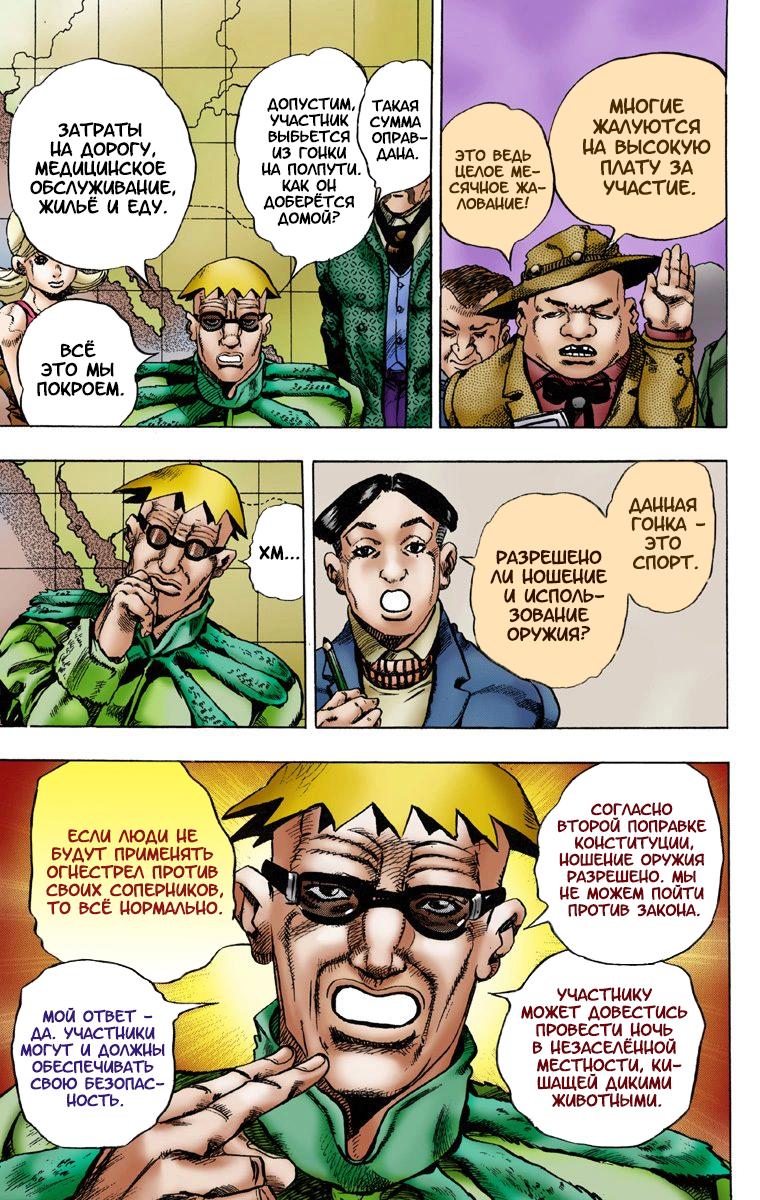 МНОГИЕ
ЖАЛУЮТСЯ
НА ВЫСОКУЮ
ПЛАТУ ЗА
УЧАСТИЕ.
ЭТО ВЕДЬ
ЦЕЛОЕ МЕ-
СЯЧНОЕ ЖА-
ЛОВАНИЕ!
ТАКАЯ
СУММА
ОПРАВ-
ДАНА.
ДОПУСТИМ,
УЧАСТНИК
ВЫБЬЕТСЯ
ИЗ ГОНКИ
НА ПОЛПУТИ.
КАК ОН
ДОБЕРЁТСЯ
ДОМОЙ?
ЗАТРАТЫ
НА ДОРОГУ,
МЕДИЦИНСКОЕ
ОБСЛУЖИВАНИЕ,
ЖИЛЬЁ И ЕДУ.
ВСЁ
ЭТО МЫ
ПОКРОЕМ.
ДАННАЯ
ГОНКА –
ЭТО
СПОРТ.
РАЗРЕШЕНО
ЛИ НОШЕНИЕ
И ИСПОЛЬ-
ЗОВАНИЕ
ОРУЖИЯ?
ХМ...
СОГЛАСНО
ВТОРОЙ ПОПРАВКЕ
КОНСТИТУЦИИ,
НОШЕНИЕ ОРУЖИЯ
РАЗРЕШЕНО. МЫ
НЕ МОЖЕМ ПОЙТИ
ПРОТИВ ЗАКОНА.
УЧАСТНИКУ
МОЖЕТ ДОВЕСТИСЬ
ПРОВЕСТИ НОЧЬ
В НЕЗАСЕЛЁННОЙ
МЕСТНОСТИ, КИ-
ШАЩЕЙ ДИКИМИ
ЖИВОТНЫМИ.
ЕСЛИ ЛЮДИ НЕ
БУДУТ ПРИМЕНЯТЬ
ОГНЕСТРЕЛ ПРОТИВ
СВОИХ СОПЕРНИКОВ,
ТО ВСЁ НОРМАЛЬНО.
МОЙ ОТВЕТ –
ДА. УЧАСТНИКИ
МОГУТ И ДОЛЖНЫ
ОБЕСПЕЧИВАТЬ
СВОЮ БЕЗОПАС-
НОСТЬ.